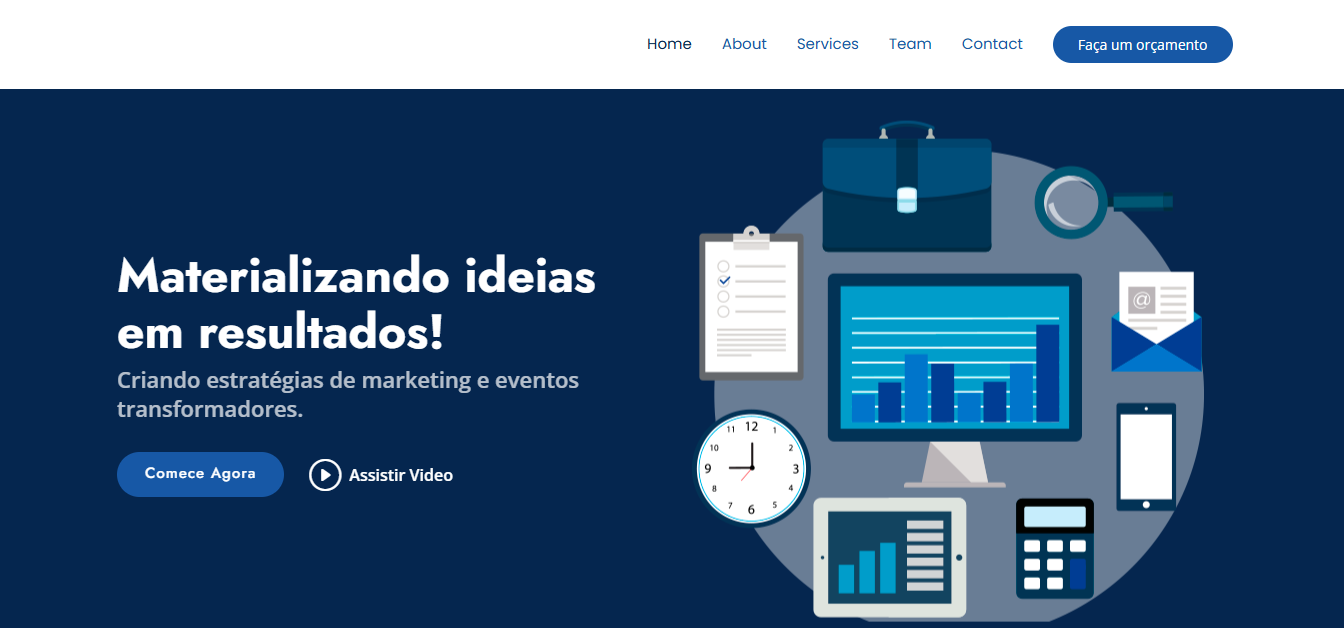 Home About Services Team Contact Faça um orçamento
Materializando ideias
em resultados!
Criando estratégias de marketing e eventos
transformadores.
Comece Agora Assistir Video
@
12
11 1
10 2
9 3
8 4
7 5
6